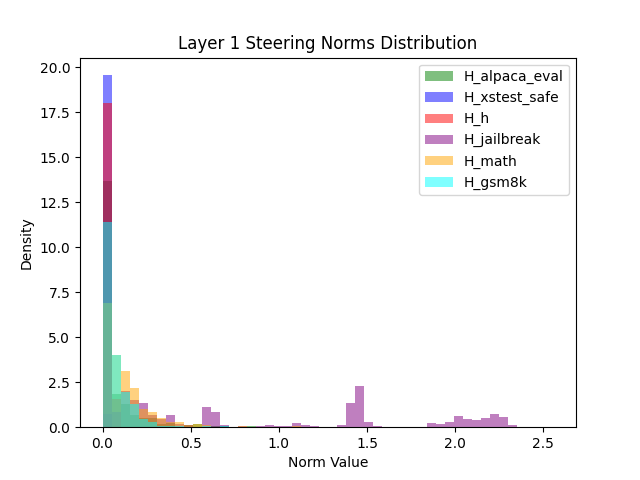 Layer 1 Steering Norms Distribution
20.0
17.5
15.0
12.5
10.0
7.5
5.0
2.5
0.0
Density
H_alpaca_eval
H_xstest_safe
H_h
H_jailbreak
H_math
H_gsm8k
0.0 0.5 1.0 1.5 2.0 2.5
Norm Value